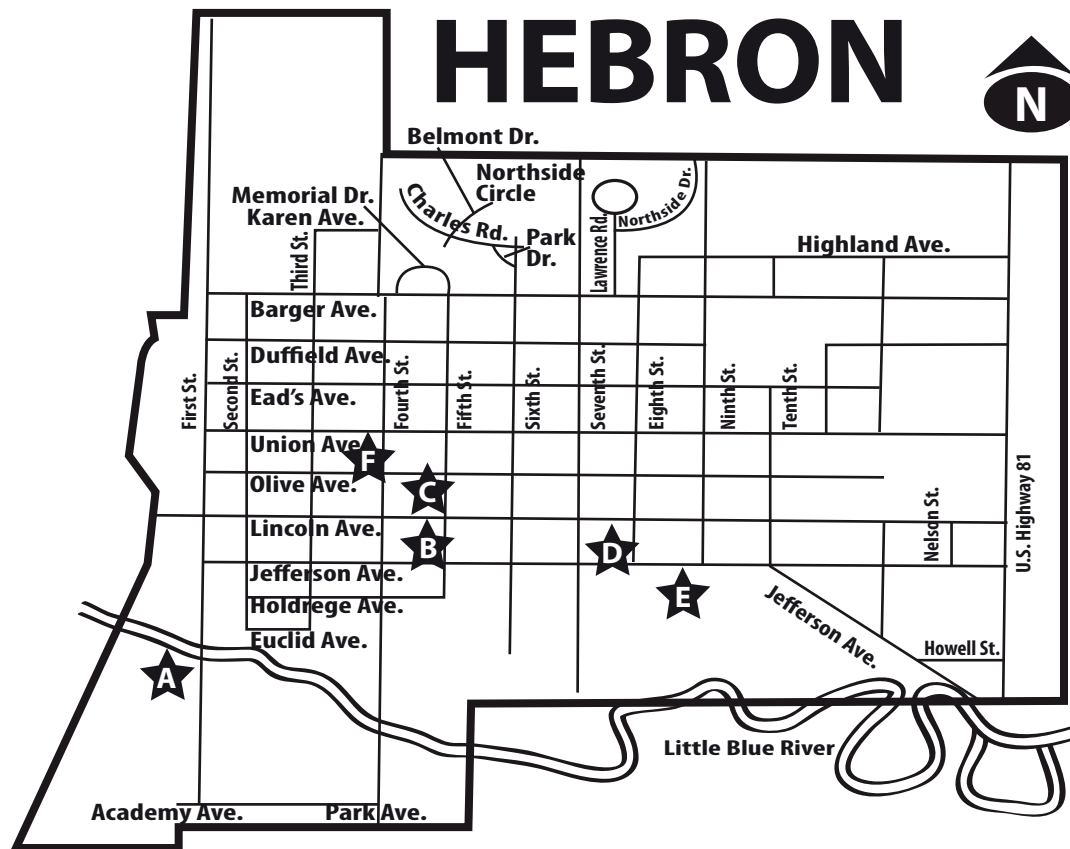 HEBRON
N
Belmont Dr.
Northside
Circle
Memorial Dr.
Karen Ave.
Charles Rd.
Park
Dr.
Northside Dr.
Lawrence Rd.
Third St.
Highland Ave.
Barger Ave.
Duffield Ave.
Ead's Ave.
First St.
Second St.
Fourth St.
Fifth St.
Sixth St.
Seventh St.
Eighth St.
Ninth St.
Tenth St.
Union Ave.
F
Olive Ave.
C
Lincoln Ave.
B
D
Nelson St.
U.S. Highway 81
Jefferson Ave.
E
Holdrege Ave.
Jefferson Ave.
Euclid Ave.
Howell St.
A
Little Blue River
Academy Ave.
Park Ave.